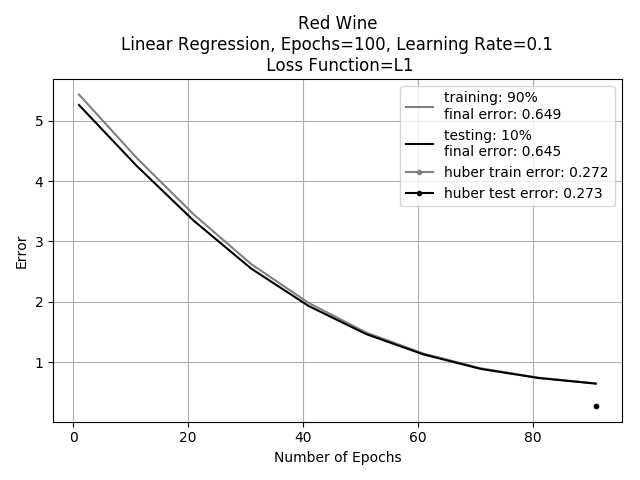 Red Wine
Linear Regression, Epochs=100, Learning Rate=0.1
Loss Function=L1
training: 90%
final error: 0.649
testing: 10%
final error: 0.645
huber train error: 0.272
huber test error: 0.273
Error
5
4
3
2
1
0
20
40
60
80
Number of Epochs